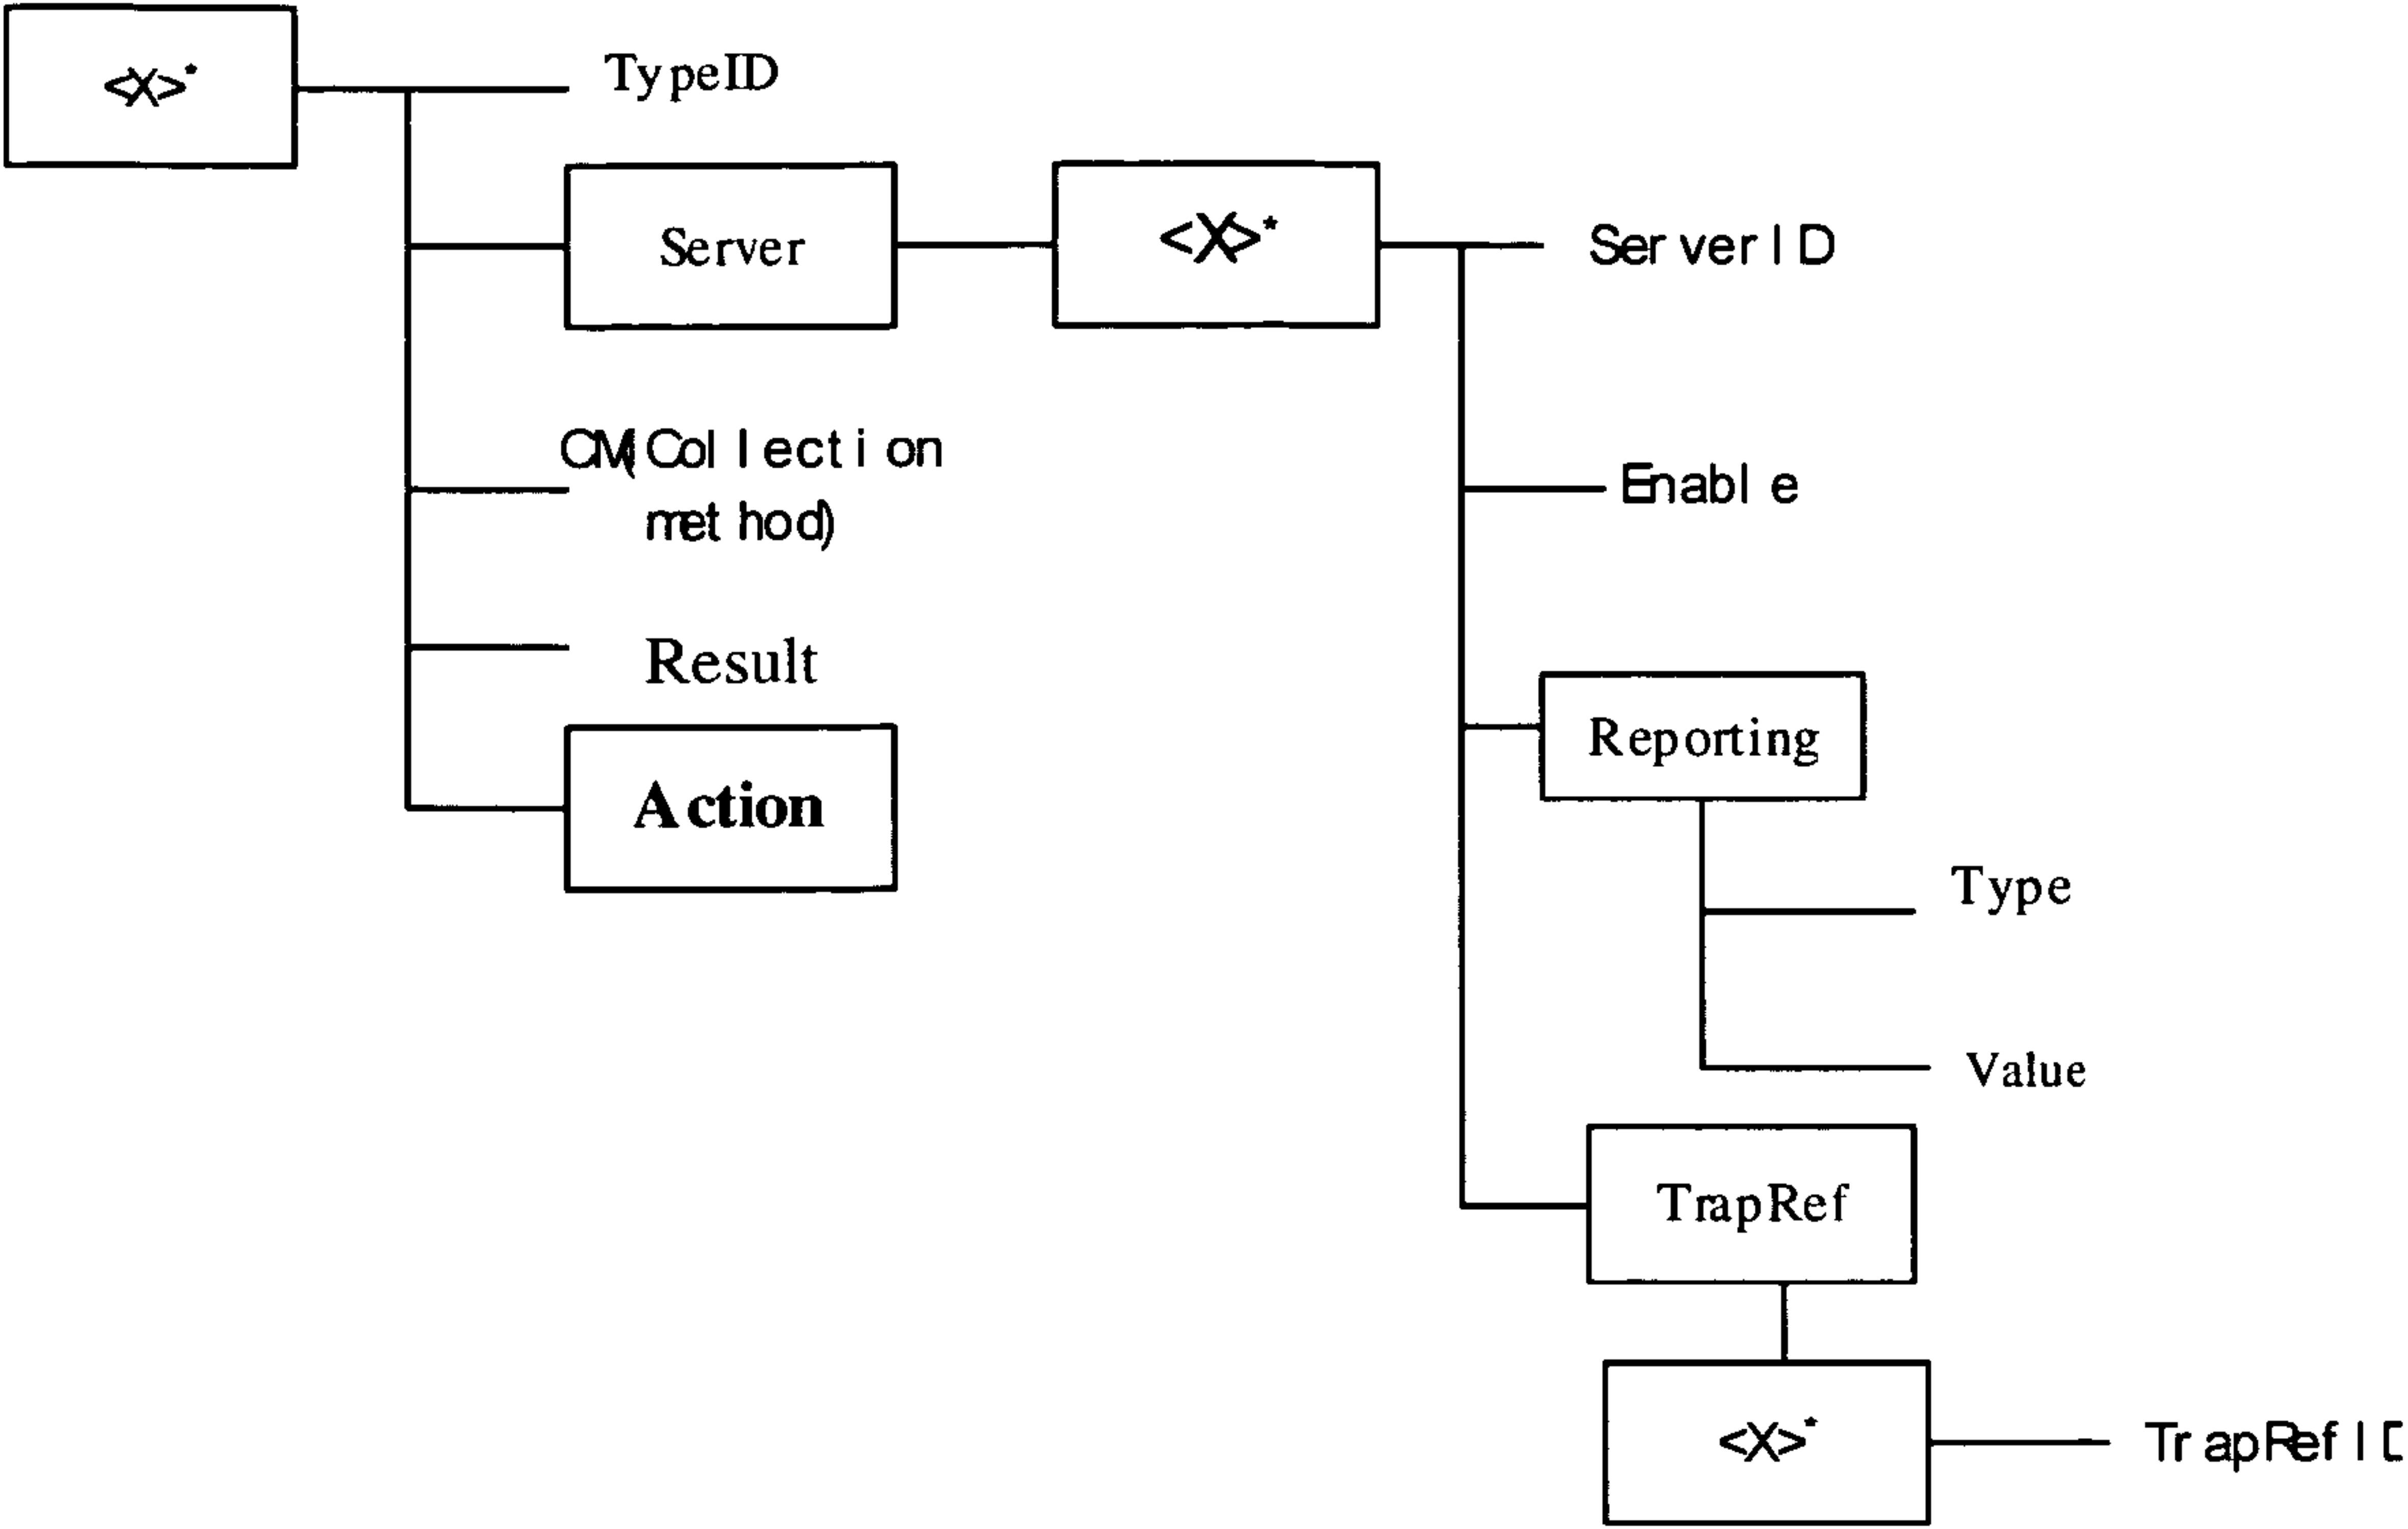 <X>*
TypeID
Server
<X>*
ServerID
CM(Collection
method)
Enable
Result
Reporting
Action
Type
Value
TrapRef
<X>*
TrapRefID